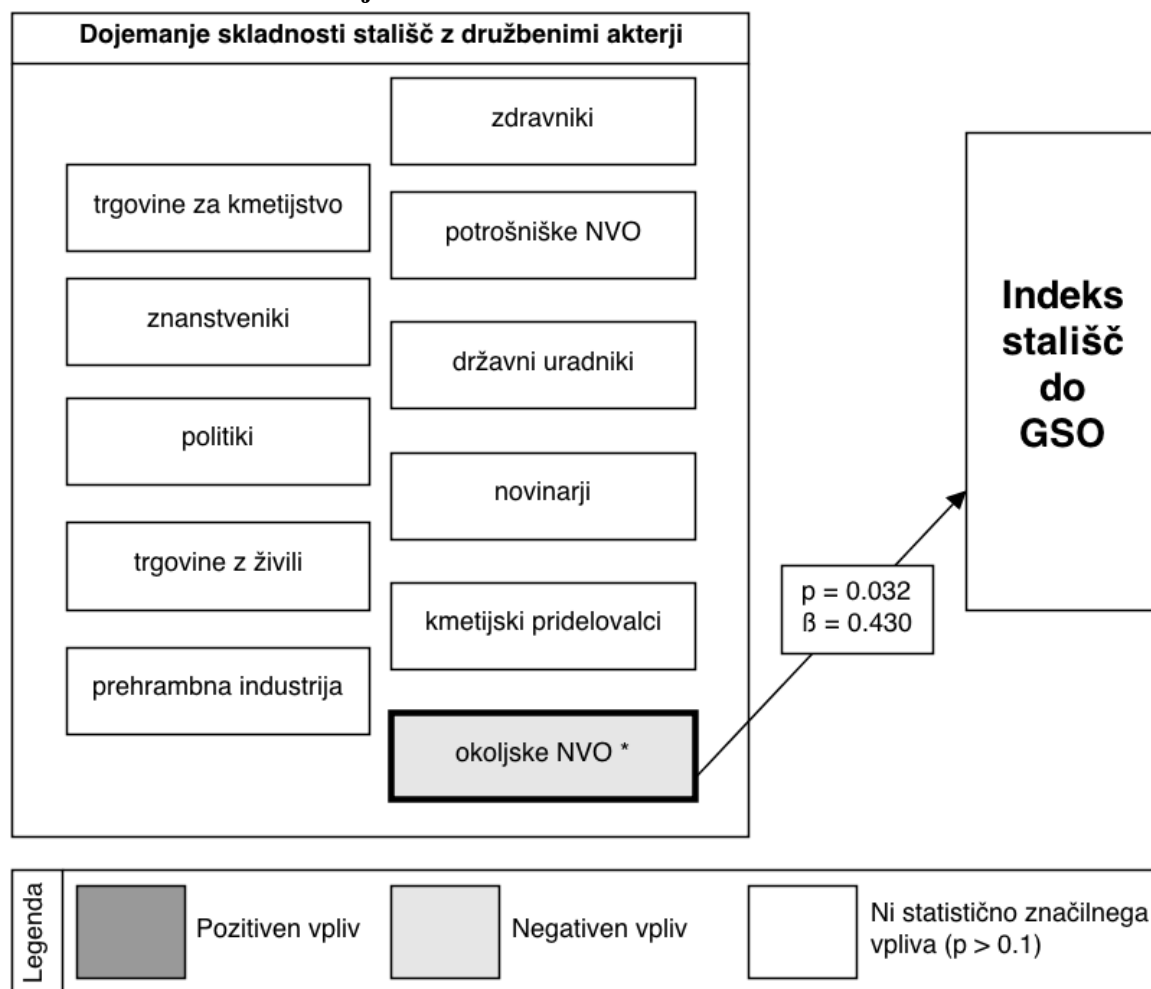 Dojemanje skladnosti stališč z družbenimi akterji
zdravniki
trgovine za kmetijstvo
potrošniške NVO
znanstveniki
državni uradniki
politiki
novinarji
trgovine z živili
kmetijski pridelovalci
prehrambna industrija
okoljske NVO *
p = 0.032
ß = 0.430
Indeks
stališč
do
GSO
Legenda
Pozitiven vpliv
Negativen vpliv
Ni statistično značilnega
vpliva (p > 0.1)